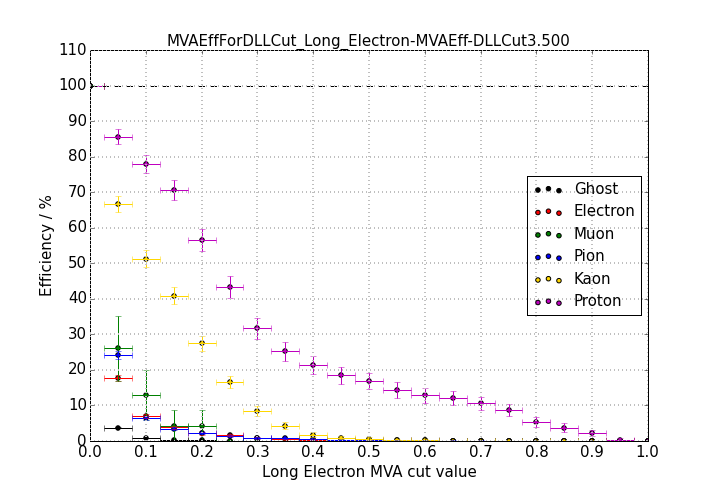 MVAEffForDLLCut_Long_Electron-MVAEff-DLLCut3.500
110
100
90
80
70
60
50
40
30
20
10
0
Efficiency / %
Ghost
Electron
Muon
Pion
Kaon
Proton
0.0 0.1 0.2 0.3 0.4 0.5 0.6 0.7 0.8 0.9 1.0
Long Electron MVA cut value